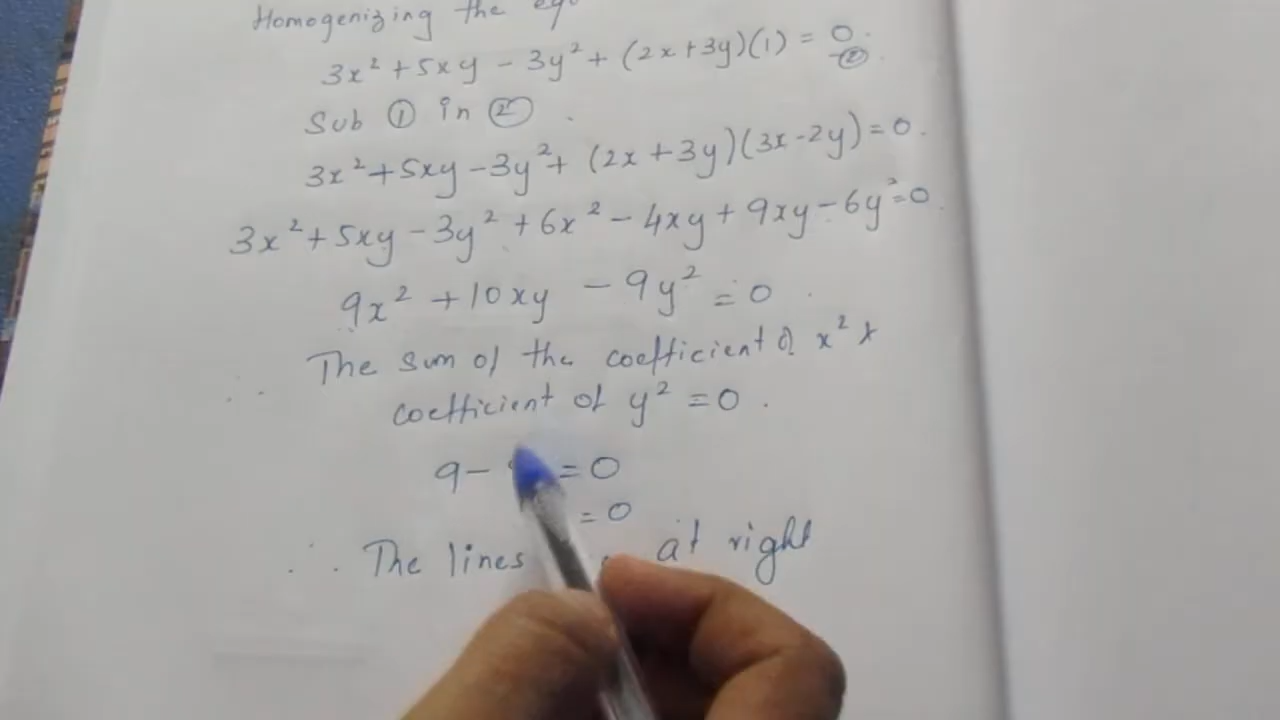 Homogenizing the eqn
3x² + 5xy - 3y² + (2x+3y)(1) = 0. - ②.
Sub ① in ② .
3x² + 5xy - 3y² + (2x + 3y)(3x - 2y) = 0.
3x² + 5xy - 3y² + 6x² - 4xy + 9xy - 6y² = 0.
9x² + 10xy - 9y² = 0 .
∴ The sum of the coefficient of x² &
coefficient of y² = 0 .
9 - = 0
= 0
∴ The lines at right